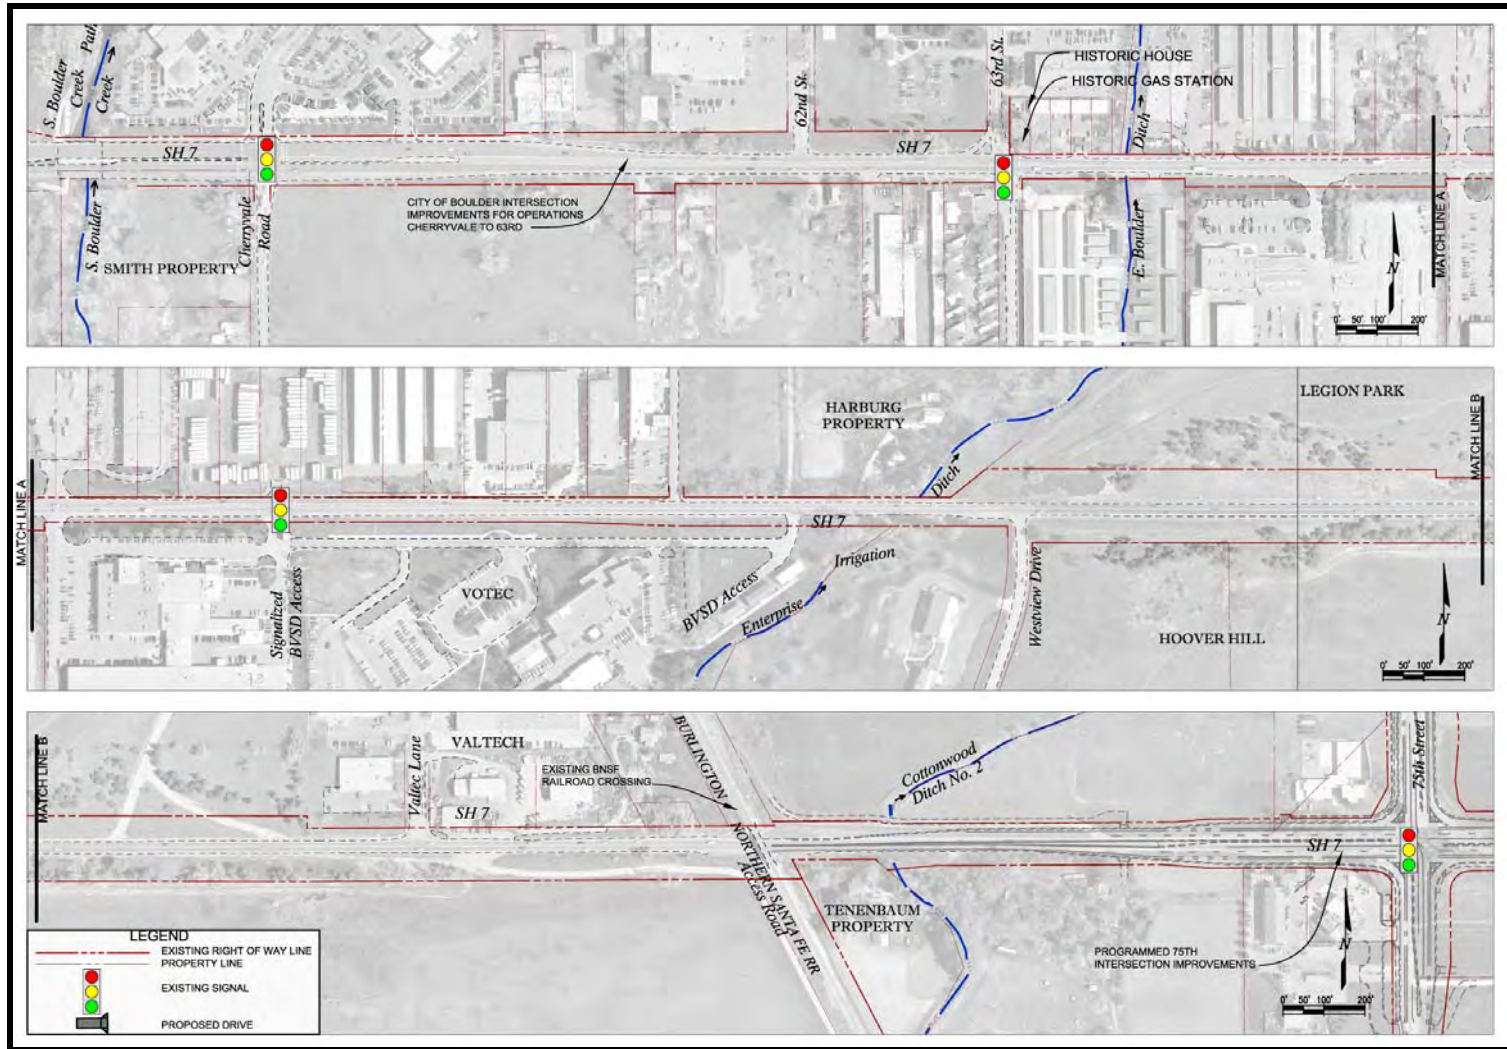 S. Boulder
Creek Path
Creek
SH 7
Cherryvale
Road
S. Boulder
SMITH PROPERTY
CITY OF BOULDER INTERSECTION
IMPROVEMENTS FOR OPERATIONS
CHERRYVALE TO 63RD
62nd St.
SH 7
63rd St.
HISTORIC HOUSE
HISTORIC GAS STATION
Ditch
E. Boulder
MATCH LINE A
N
0' 50' 100' 200'
MATCH LINE A
Signalized
BVSD Access
VOTEC
BVSD Access
Enterprise
Irrigation
SH 7
HARBURG
PROPERTY
Ditch
Westview Drive
LEGION PARK
HOOVER HILL
MATCH LINE B
N
0' 50' 100' 200'
MATCH LINE B
Valtec Lane
VALTECH
SH 7
EXISTING BNSF
RAILROAD CROSSING
BURLINGTON
NORTHERN SANTA FE RR
Access Road
Cottonwood
Ditch No. 2
TENENBAUM
PROPERTY
PROGRAMMED 75TH
INTERSECTION IMPROVEMENTS
SH 7
75th Street
N
0' 50' 100' 200'
LEGEND
EXISTING RIGHT OF WAY LINE
PROPERTY LINE
EXISTING SIGNAL
PROPOSED DRIVE